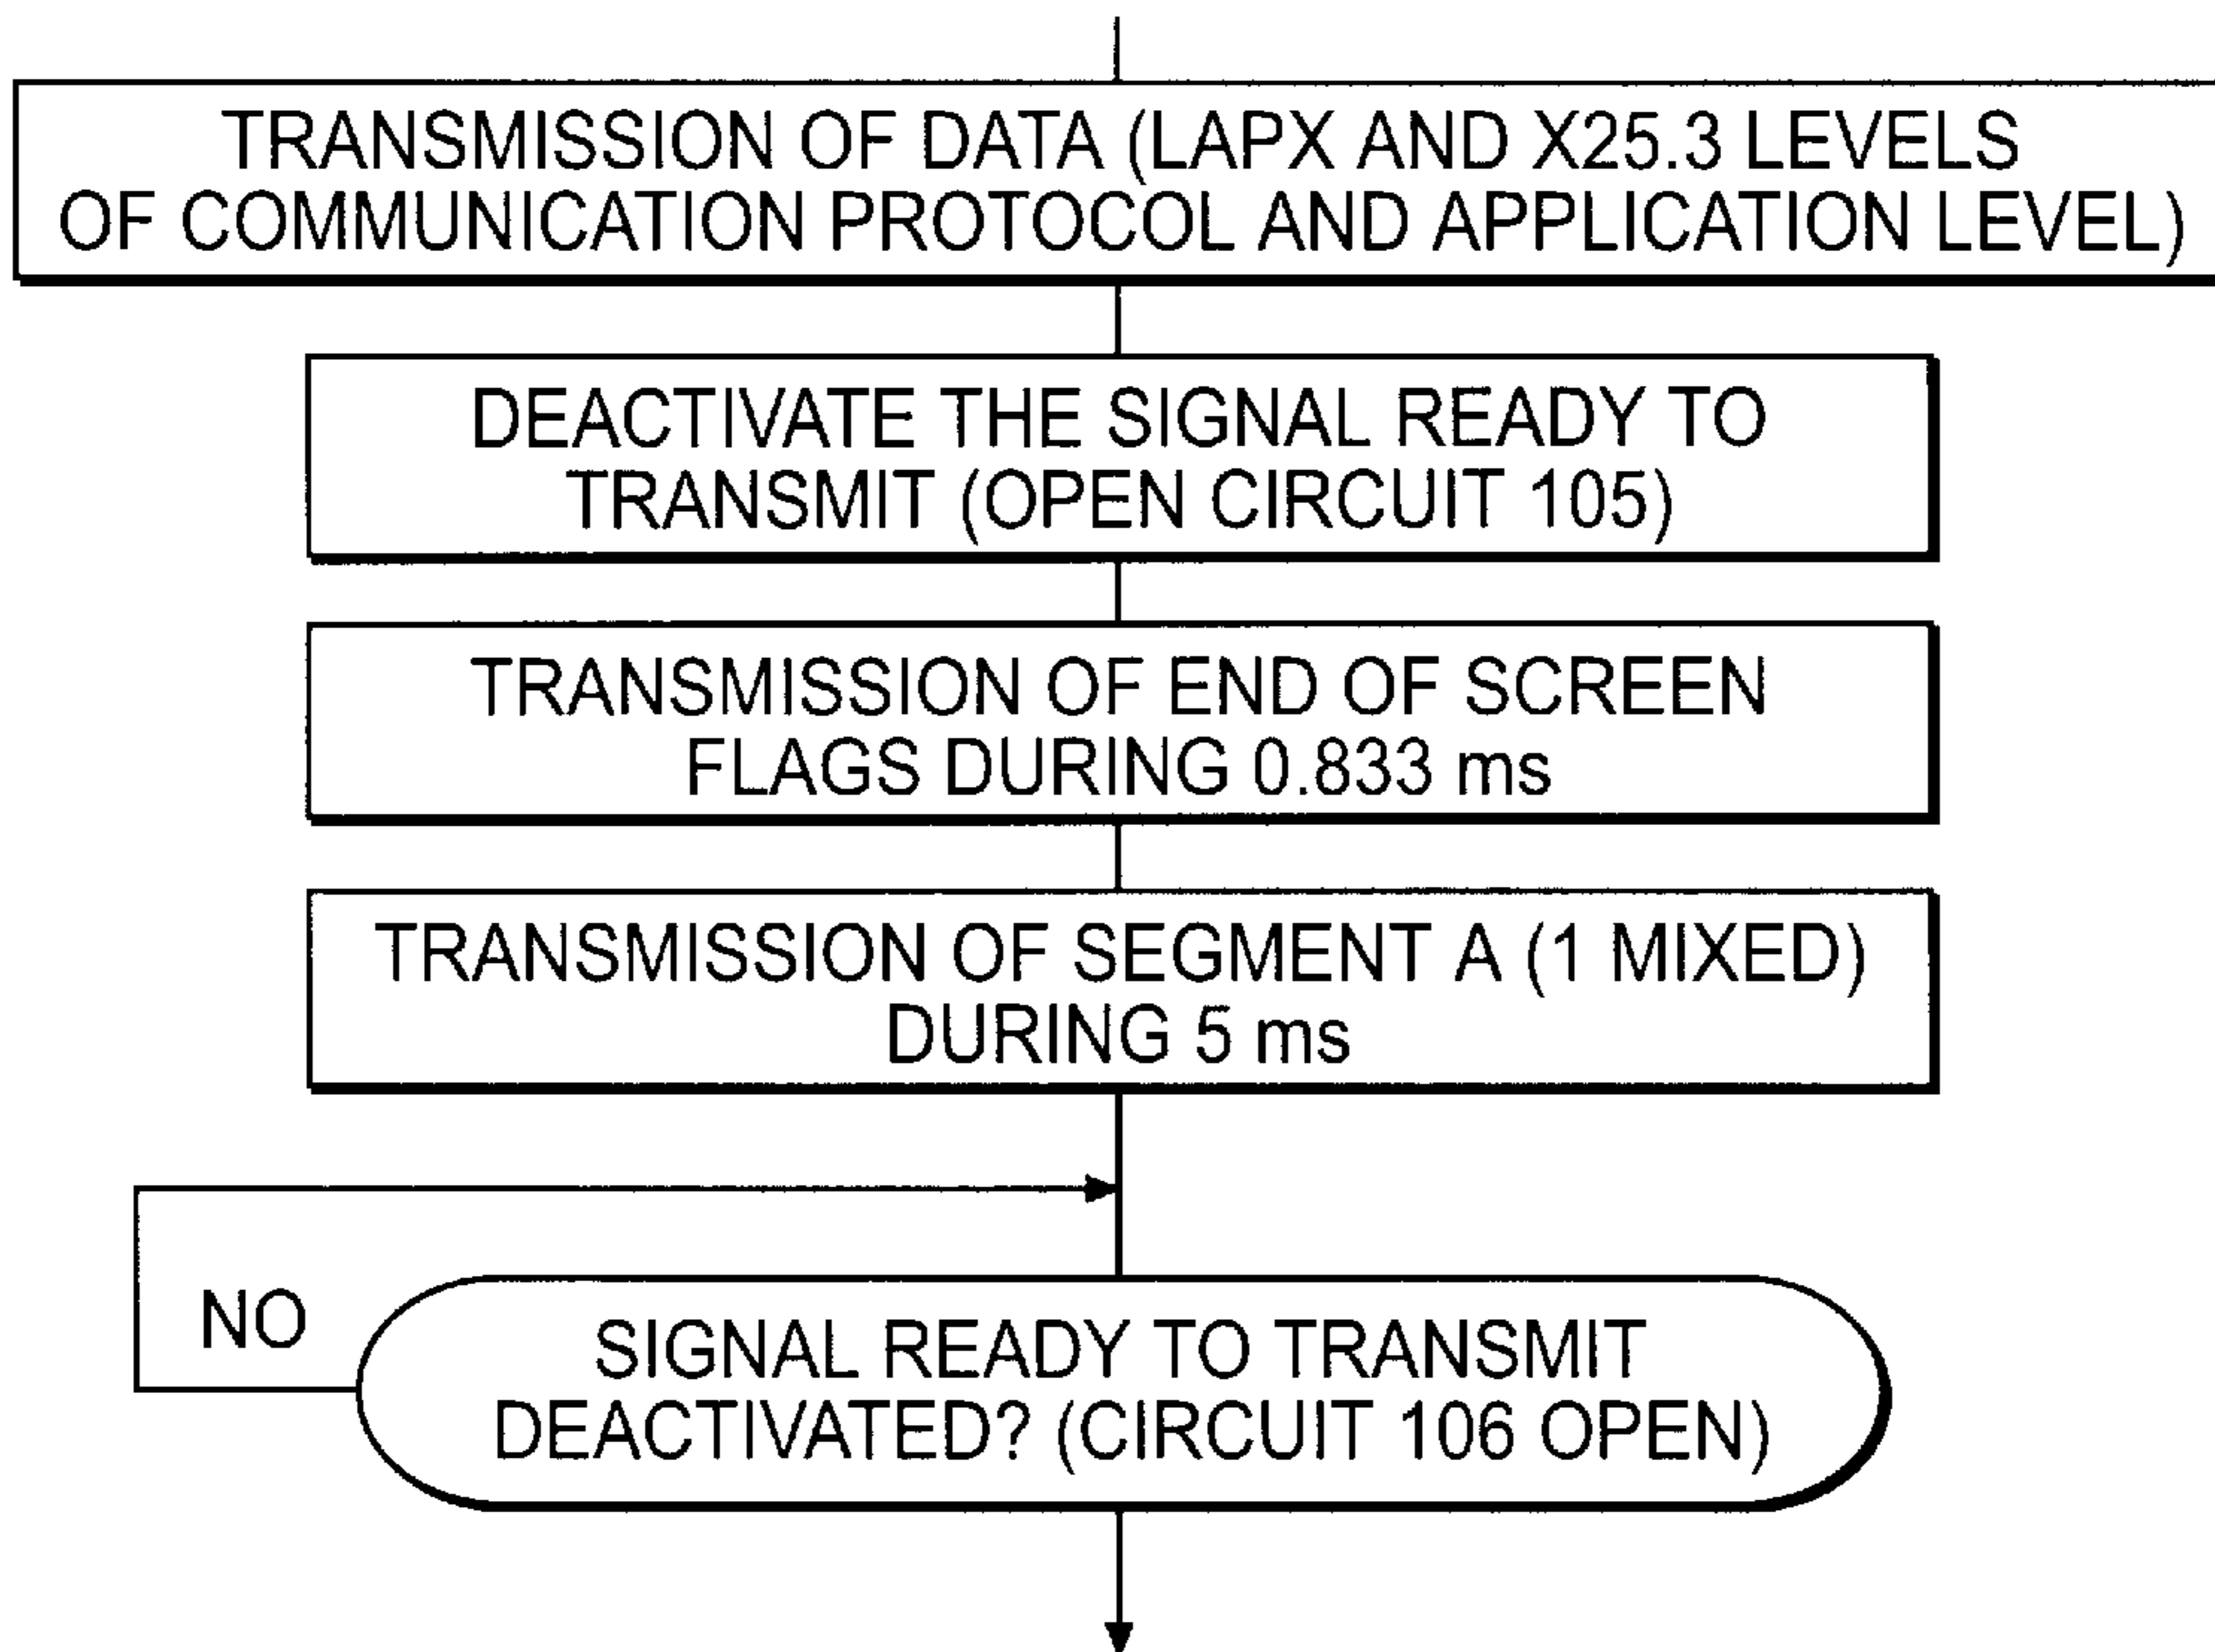 TRANSMISSION OF DATA (LAPX AND X25.3 LEVELS
OF COMMUNICATION PROTOCOL AND APPLICATION LEVEL)
DEACTIVATE THE SIGNAL READY TO
TRANSMIT (OPEN CIRCUIT 105)
TRANSMISSION OF END OF SCREEN
FLAGS DURING 0.833 ms
TRANSMISSION OF SEGMENT A (1 MIXED)
DURING 5 ms
NO
SIGNAL READY TO TRANSMIT
DEACTIVATED? (CIRCUIT 106 OPEN)